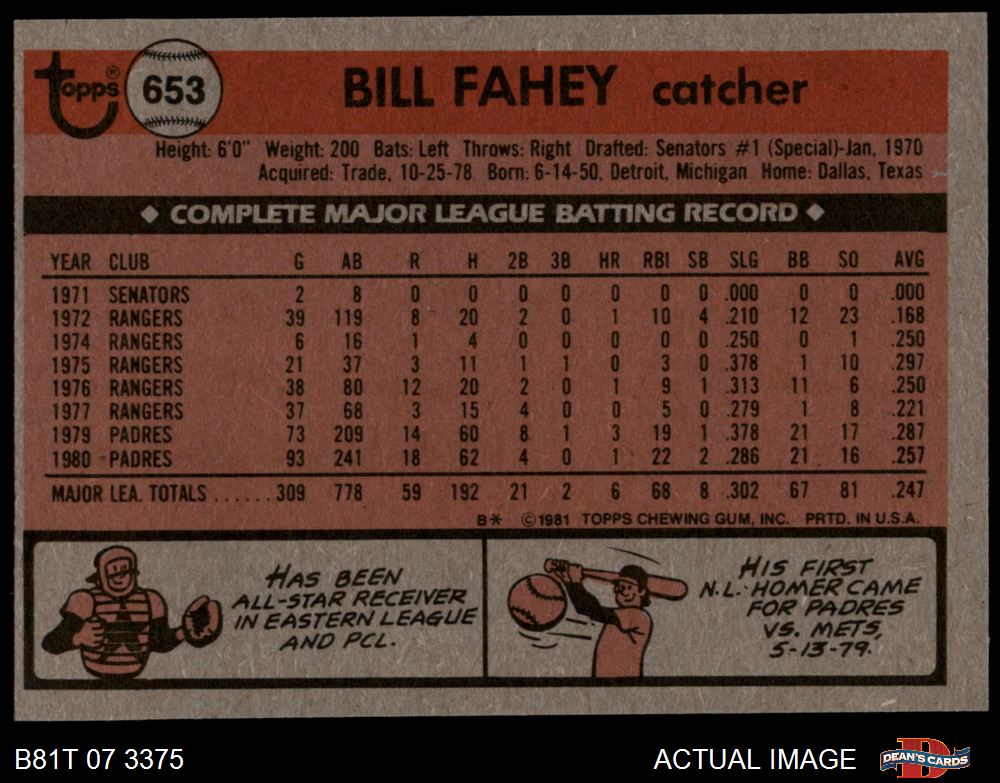 topps® 653 BILL FAHEY catcher
Height: 6'0" Weight: 200 Bats: Left Throws: Right Drafted: Senators #1 (Special)-Jan, 1970
Acquired: Trade, 10-25-78 Born: 6-14-50, Detroit, Michigan Home: Dallas, Texas
◆ COMPLETE MAJOR LEAGUE BATTING RECORD ◆
YEAR CLUB G AB R H 2B 3B HR RBI SB SLG BB SO AVG
1971 SENATORS 2 8 0 0 0 0 0 0 0 .000 0 0 .000
1972 RANGERS 39 119 8 20 2 0 1 10 4 .210 12 23 .168
1974 RANGERS 6 16 1 4 0 0 0 0 0 .250 0 1 .250
1975 RANGERS 21 37 3 11 1 1 0 3 0 .378 1 10 .297
1976 RANGERS 38 80 12 20 2 0 1 9 1 .313 11 6 .250
1977 RANGERS 37 68 3 15 4 0 0 5 0 .279 1 8 .221
1979 PADRES 73 209 14 60 8 1 3 19 1 .378 21 17 .287
1980 PADRES 93 241 18 62 4 0 1 22 2 .286 21 16 .257
MAJOR LEA. TOTALS ...... 309 778 59 192 21 2 6 68 8 .302 67 81 .247
B* ©1981 TOPPS CHEWING GUM, INC. PRTD. IN U.S.A.
HAS BEEN
ALL-STAR RECEIVER
IN EASTERN LEAGUE
AND PCL.
HIS FIRST
N.L. HOMER CAME
FOR PADRES
VS. METS,
5-13-79.
B81T 07 3375 ACTUAL IMAGE DEAN'S CARDS